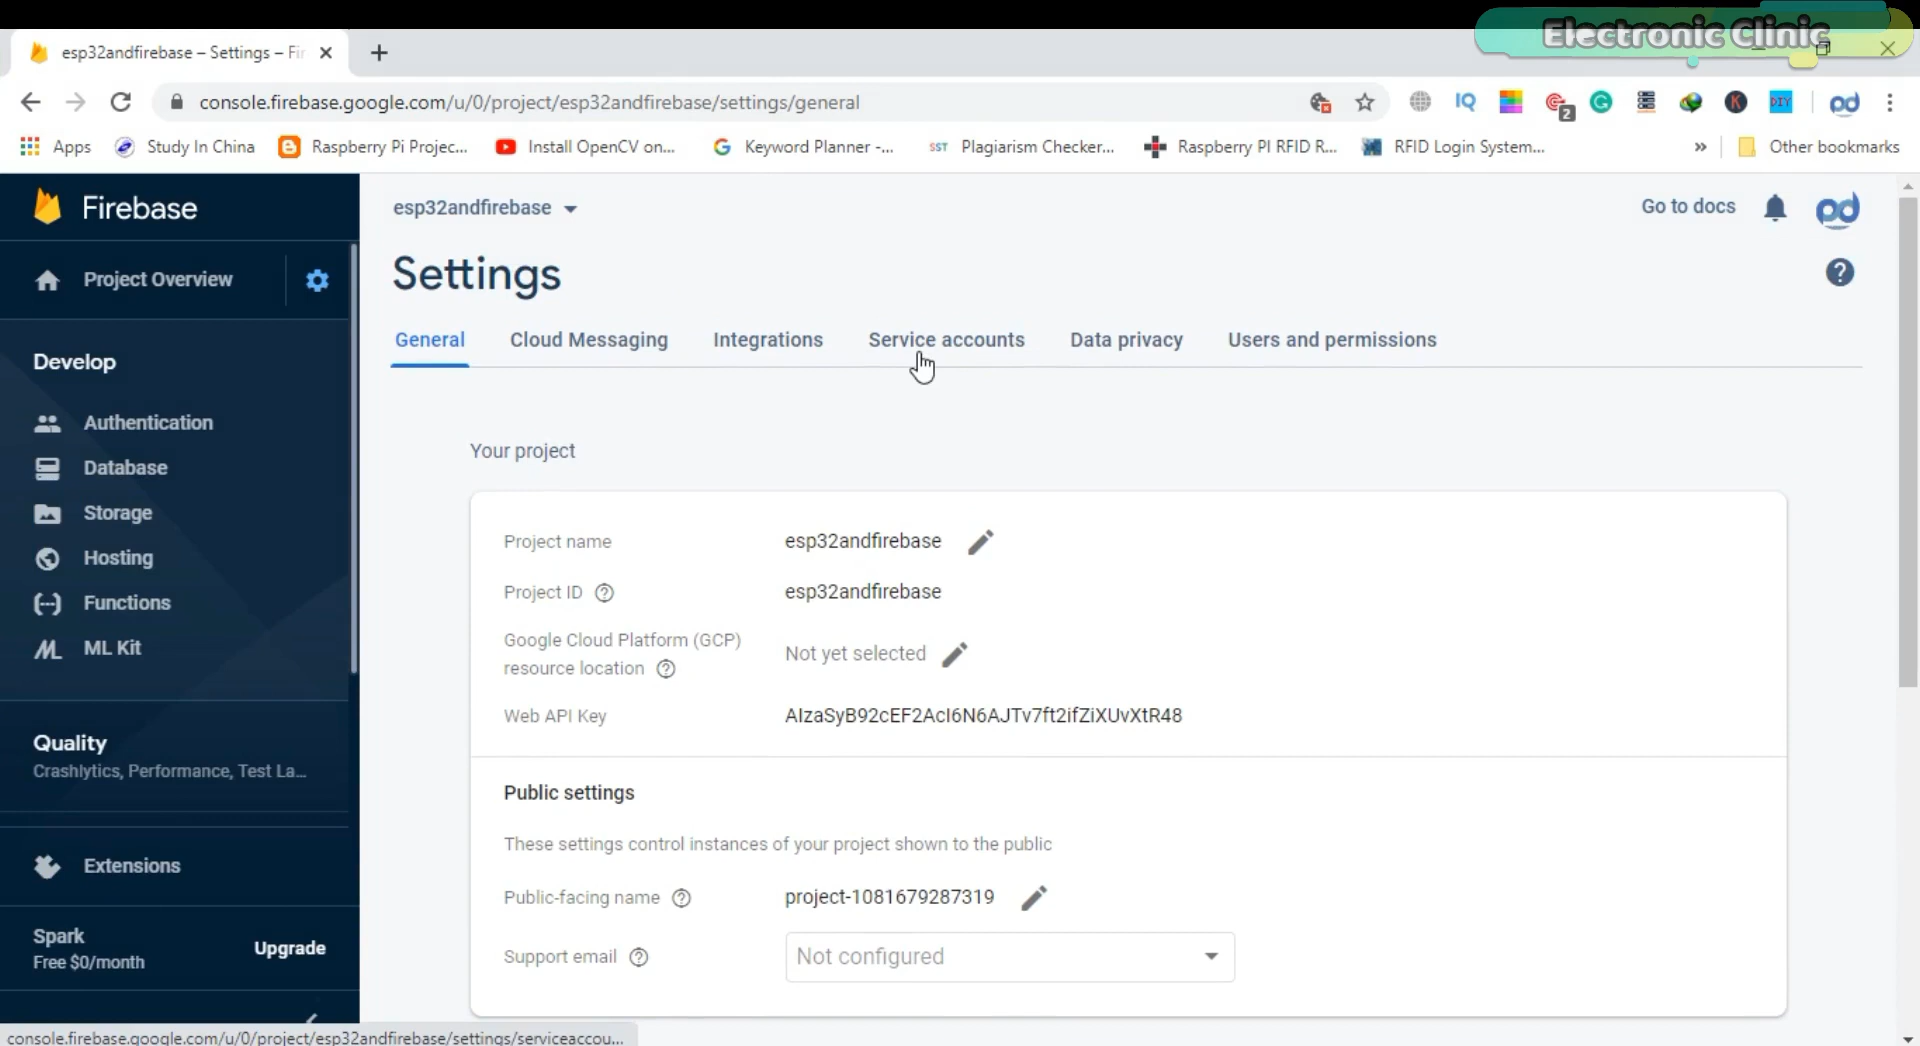 Electronic Clinic
esp32andfirebase – Settings – Fir
console.firebase.google.com/u/0/project/esp32andfirebase/settings/general
IQ
2
DIY
Apps
Study In China
Raspberry Pi Projec...
Install OpenCV on...
Keyword Planner -...
SST
Plagiarism Checker...
Raspberry PI RFID R...
RFID Login System...
»
Other bookmarks
Firebase
esp32andfirebase
Go to docs
Project Overview
Settings
General
Cloud Messaging
Integrations
Service accounts
Data privacy
Users and permissions
Develop
Authentication
Database
Storage
Hosting
Functions
ML Kit
Quality
Crashlytics, Performance, Test La...
Extensions
Spark
Free $0/month
Upgrade
Your project
Project name
esp32andfirebase
Project ID
esp32andfirebase
Google Cloud Platform (GCP)
resource location
Not yet selected
Web API Key
AIzaSyB92cEF2AcI6N6AJTv7ft2ifZiXUvXtR48
Public settings
These settings control instances of your project shown to the public
Public-facing name
project-1081679287319
Support email
Not configured
console.firebase.google.com/u/0/project/esp32andfirebase/settings/serviceaccou...